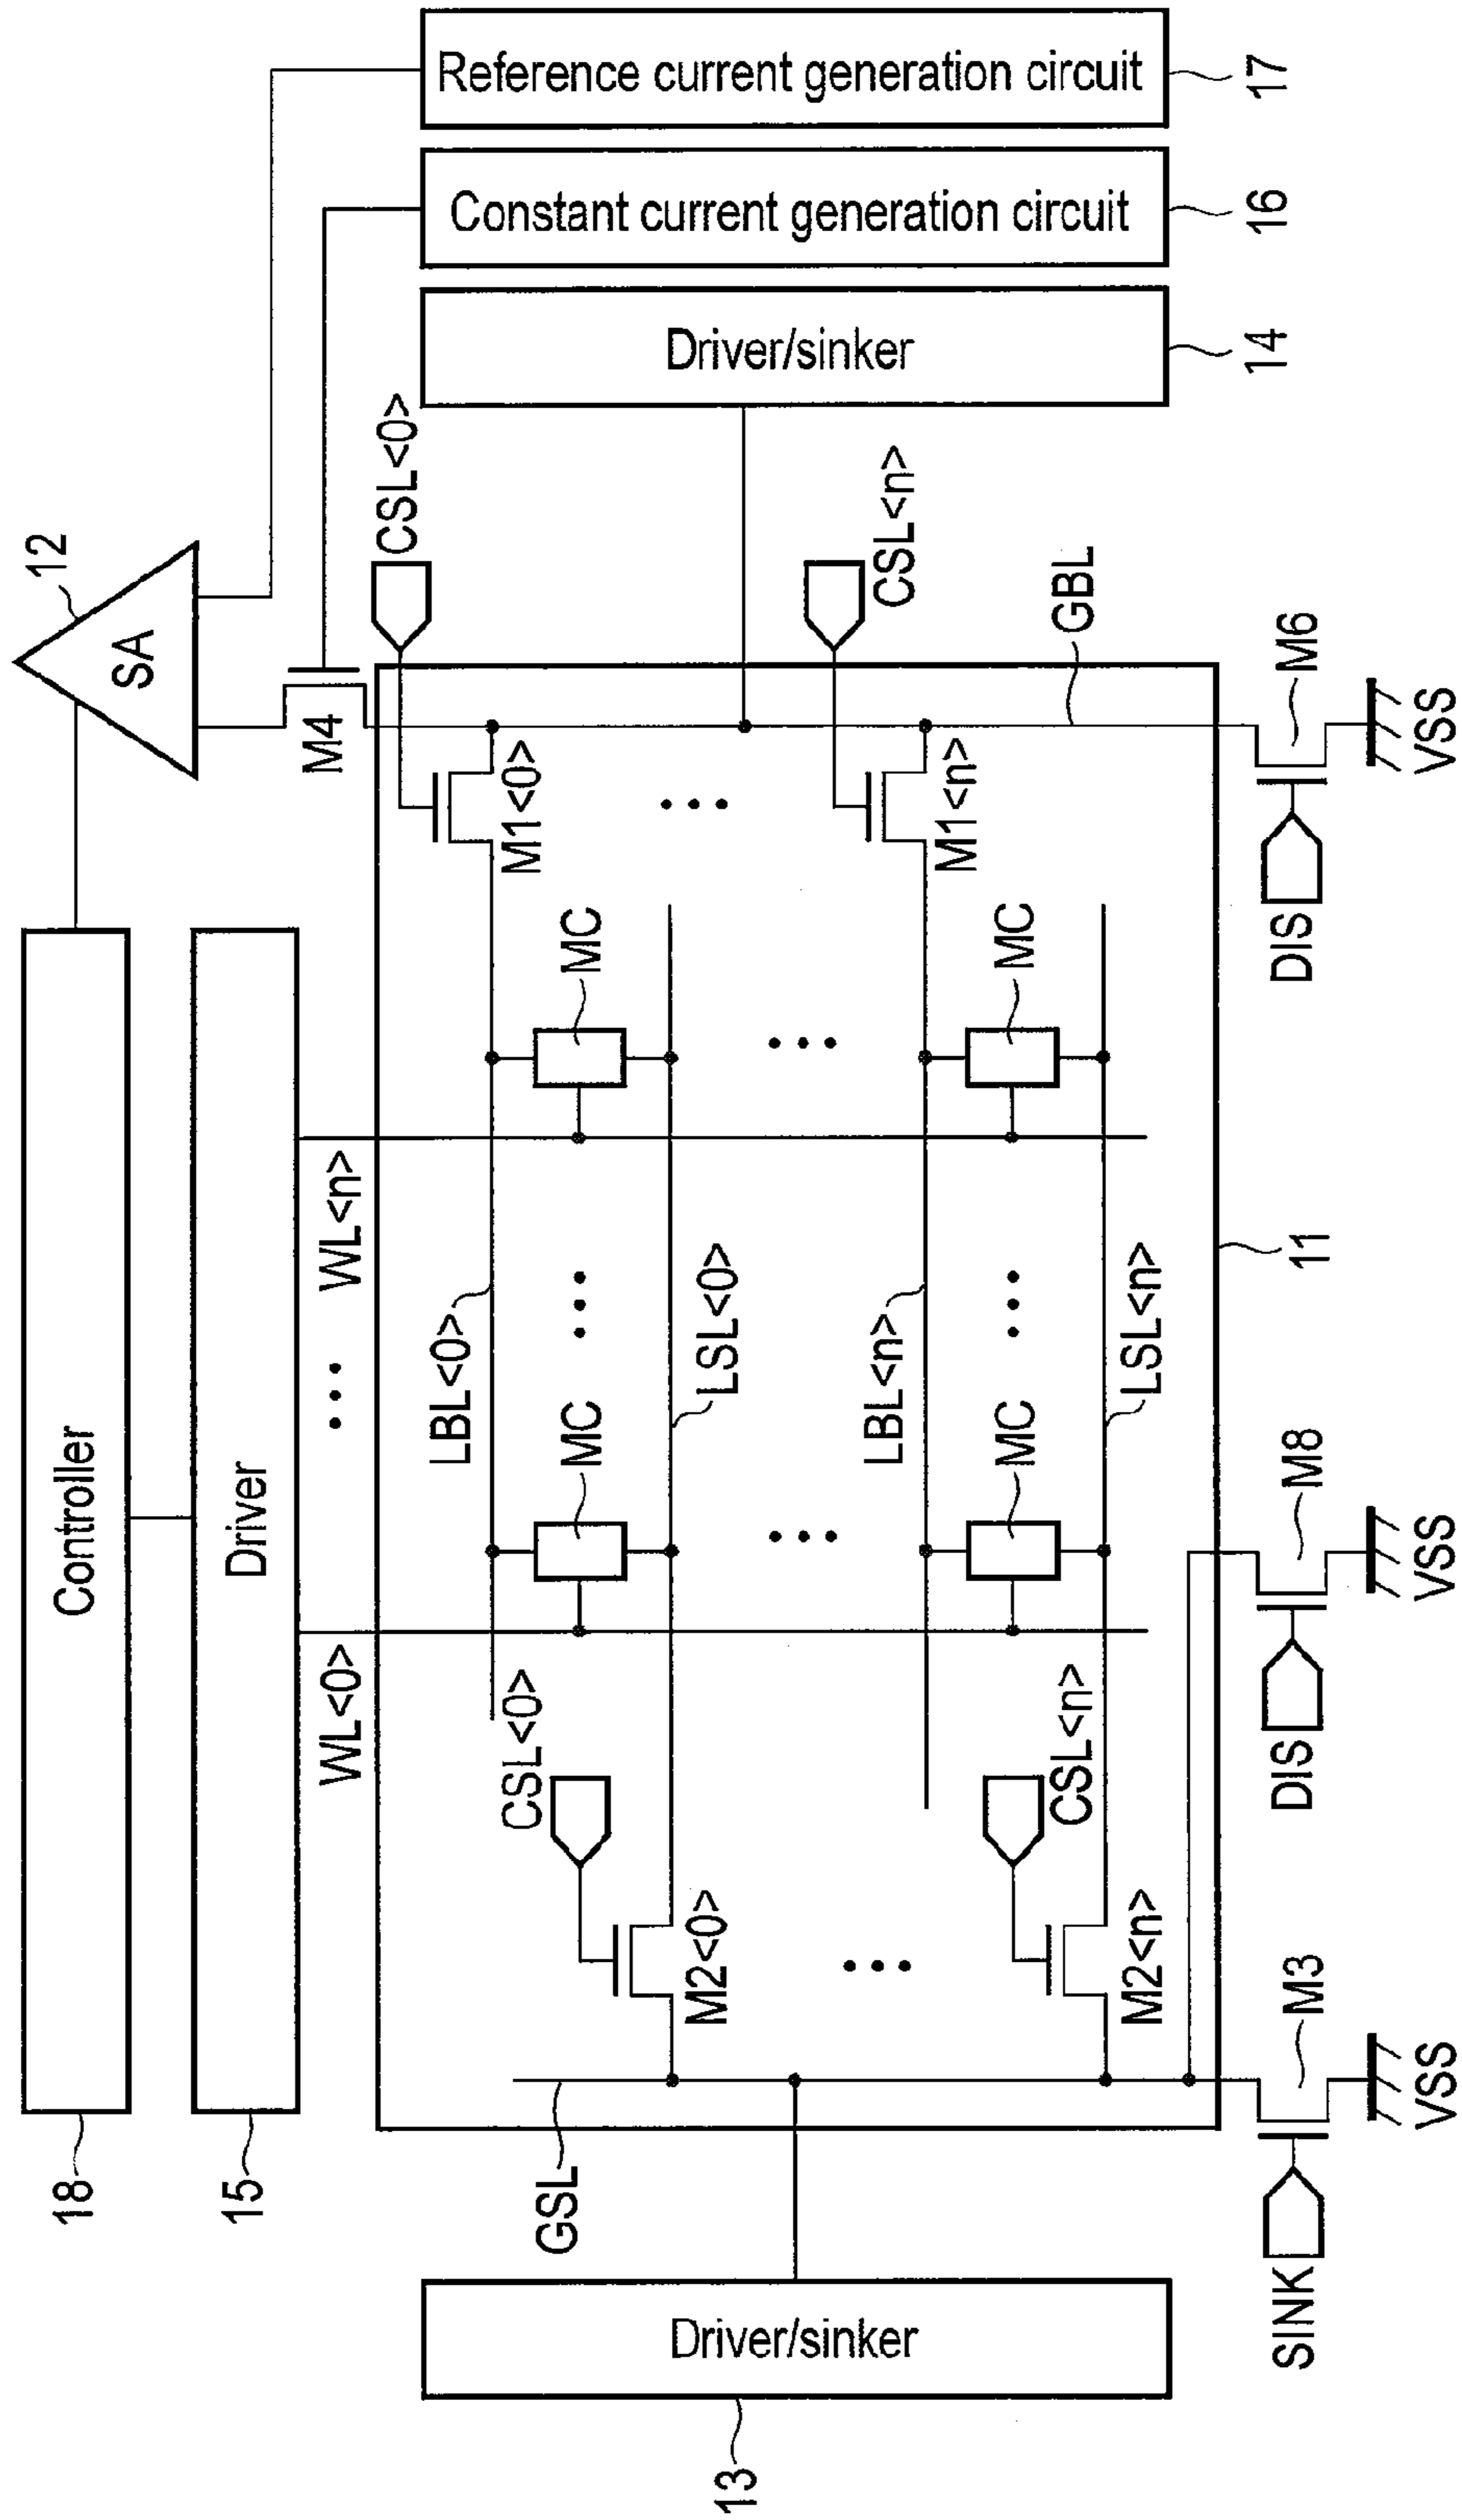 18
Controller
15
Driver
SA
12
M4
WL<0>
WL<n>
CSL<0>
13
Driver/sinker
GSL
CSL<0>
M2<0>
LBL<0>
MC
LSL<0>
MC
M1<0>
CSL<n>
M2<n>
CSL<n>
LBL<n>
MC
LSL<n>
MC
M1<n>
GBL
Driver/sinker
14
Constant current generation circuit
16
Reference current generation circuit
17
11
SINK
M3
VSS
DIS
M8
VSS
DIS
M6
VSS